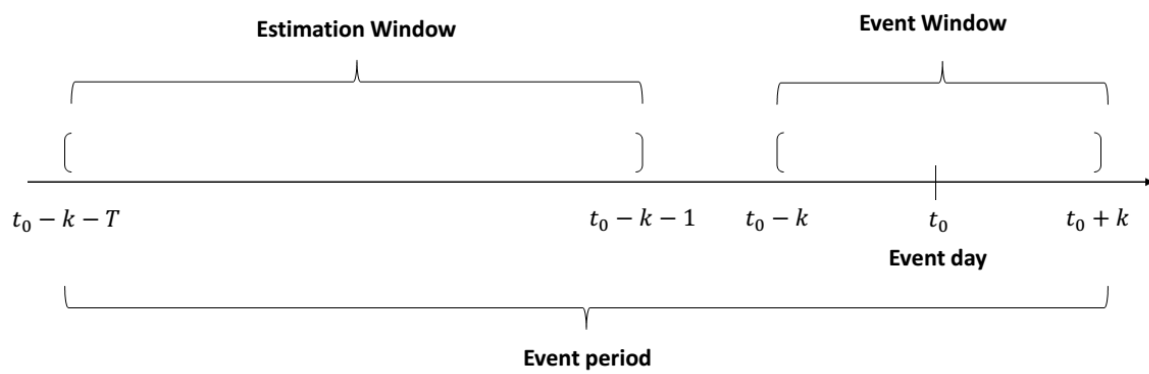 Estimation Window
Event Window
t₀ − k − T
t₀ − k − 1
t₀ − k
t₀
t₀ + k
Event day
Event period